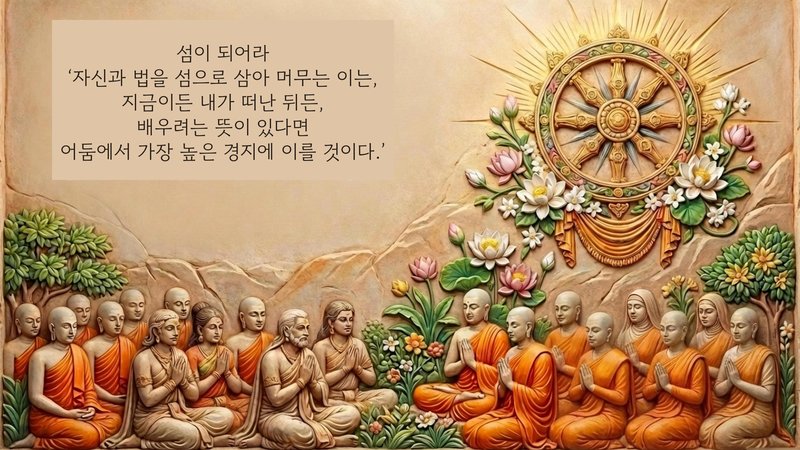 섬이 되어라
‘자신과 법을 섬으로 삼아 머무는 이는,
지금이든 내가 떠난 뒤든,
배우려는 뜻이 있다면
어둠에서 가장 높은 경지에 이를 것이다.’